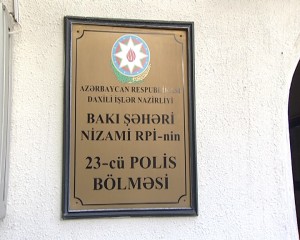 AZƏRBAYCAN RESPUBLİKASI
DAXİLİ İŞLƏR NAZİRLİYİ
BAKI ŞƏHƏRİ
NİZAMİ RPİ-nin
23-cü POLİS
BÖLMƏSİ